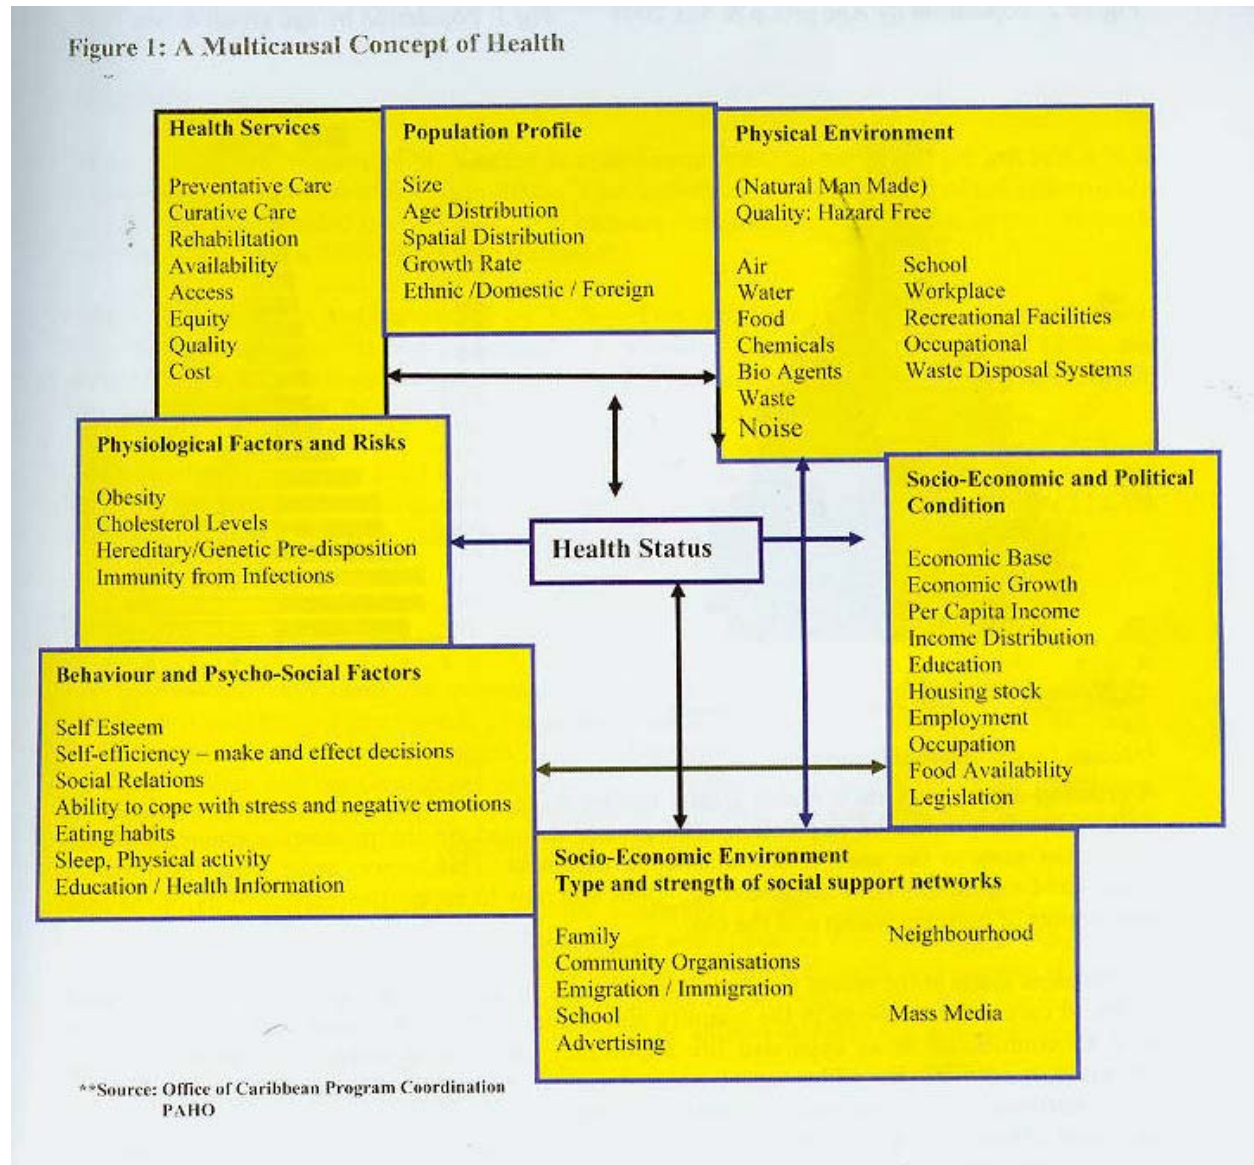 Figure 1: A Multicausal Concept of Health
Health Services
Preventative Care
Curative Care
Rehabilitation
Availability
Access
Equity
Quality
Cost
Population Profile
Size
Age Distribution
Spatial Distribution
Growth Rate
Ethnic /Domestic / Foreign
Physical Environment
(Natural Man Made)
Quality: Hazard Free
Air
Water
Food
Chemicals
Bio Agents
Waste
Noise
School
Workplace
Recreational Facilities
Occupational
Waste Disposal Systems
Physiological Factors and Risks
Obesity
Cholesterol Levels
Hereditary/Genetic Pre-disposition
Immunity from Infections
Health Status
Socio-Economic and Political
Condition
Economic Base
Economic Growth
Per Capita Income
Income Distribution
Education
Housing stock
Employment
Occupation
Food Availability
Legislation
Behaviour and Psycho-Social Factors
Self Esteem
Self-efficiency – make and effect decisions
Social Relations
Ability to cope with stress and negative emotions
Eating habits
Sleep, Physical activity
Education / Health Information
Socio-Economic Environment
Type and strength of social support networks
Family
Community Organisations
Emigration / Immigration
School
Advertising
Neighbourhood
Mass Media
**Source: Office of Caribbean Program Coordination
PAHO